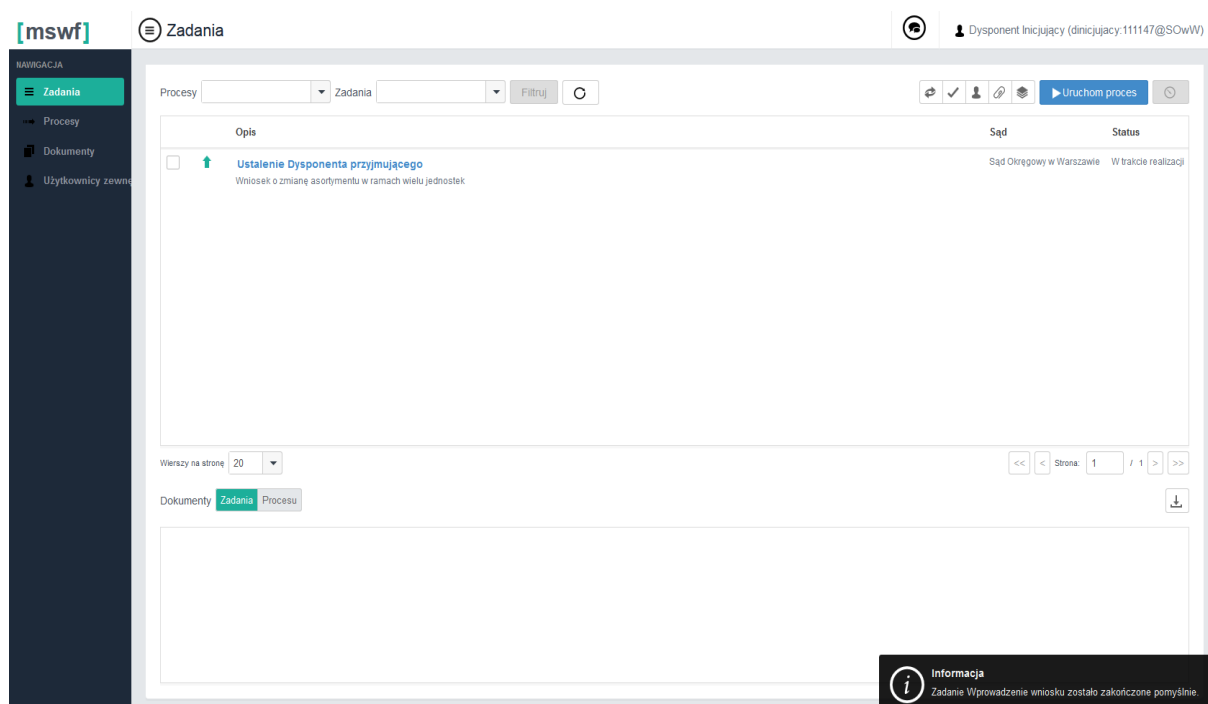 [mswf]
Zadania
Dysponent Inicjujący (dinicjujacy:111147@SOwW)
NAWIGACJA
Zadania
Procesy
Dokumenty
Użytkownicy zewnę
Procesy Zadania Filtruj Uruchom proces
Opis Sąd Status
Ustalenie Dysponenta przyjmującego Sąd Okręgowy w Warszawie W trakcie realizacji
Wniosek o zmianę asortymentu w ramach wielu jednostek
Wierszy na stronę 20 << < Strona: 1 / 1 > >>
Dokumenty Zadania Procesu
Informacja
Zadanie Wprowadzenie wniosku zostało zakończone pomyślnie.